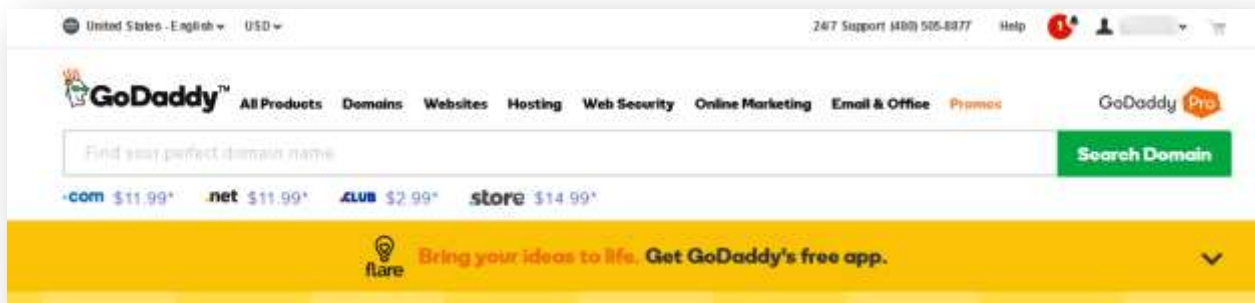 United States - English USD 24/7 Support (480) 505-8877 Help 1
GoDaddy™ All Products Domains Websites Hosting Web Security Online Marketing Email & Office Promos GoDaddy Pro
Find your perfect domain name Search Domain
.com $11.99* .net $11.99* .CLUB $2.99* .store $14.99*
flare Bring your ideas to life. Get GoDaddy's free app.